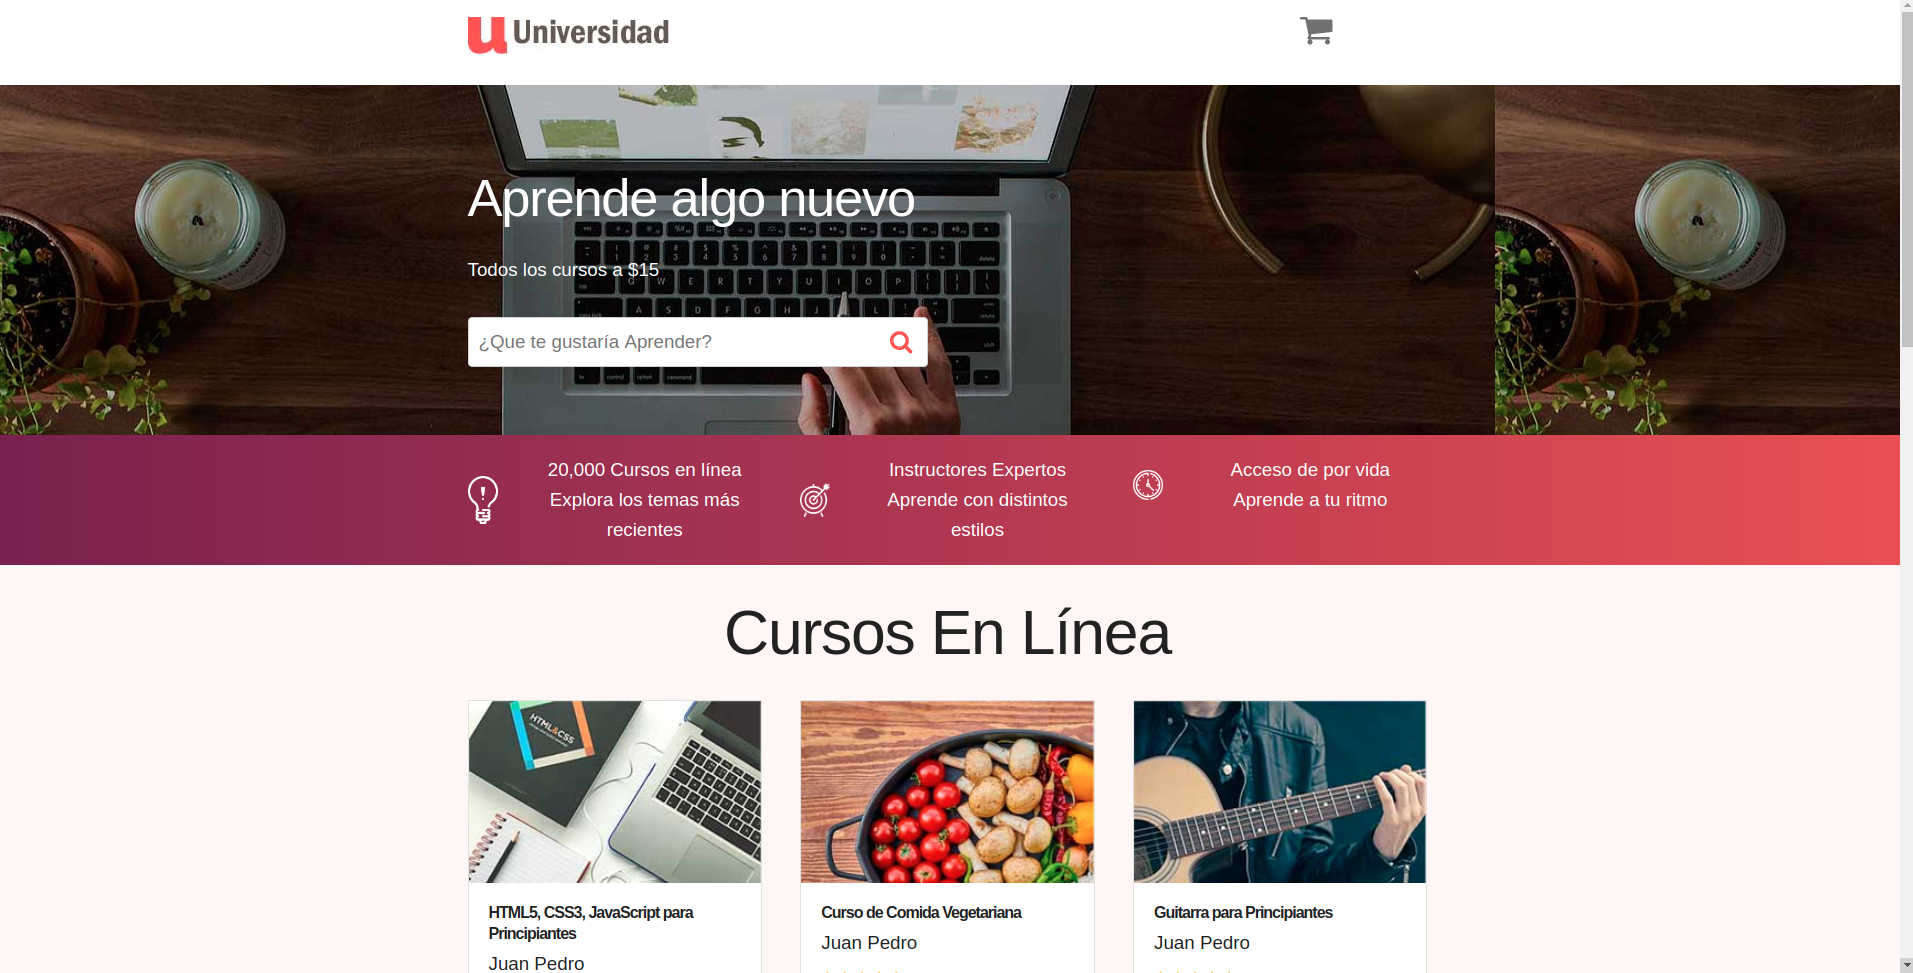 Universidad
Aprende algo nuevo
Todos los cursos a $15
¿Que te gustaría Aprender?
20,000 Cursos en línea
Explora los temas más
recientes
Instructores Expertos
Aprende con distintos
estilos
Acceso de por vida
Aprende a tu ritmo
Cursos En Línea
HTML&CSS
HTML5, CSS3, JavaScript para
Principiantes
Juan Pedro
Curso de Comida Vegetariana
Juan Pedro
Guitarra para Principiantes
Juan Pedro